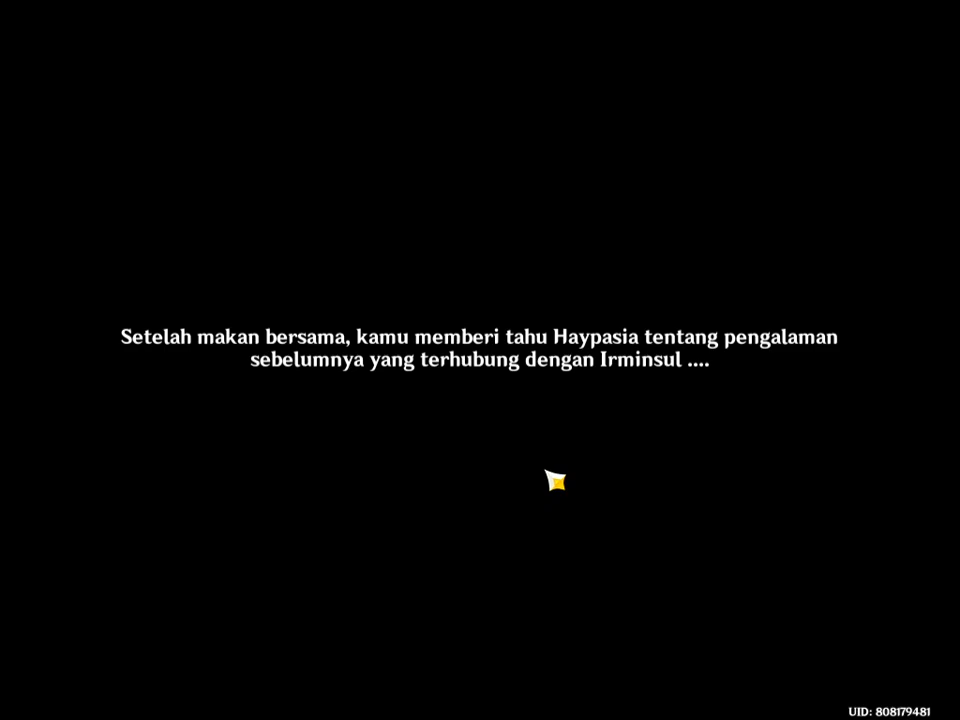 Setelah makan bersama, kamu memberi tahu Haypasia tentang pengalaman
sebelumnya yang terhubung dengan Irminsul ....
UID: 808179481